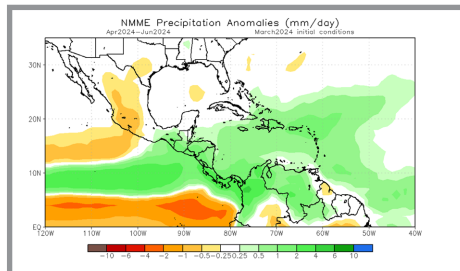 NMME Precipitation Anomalies (mm/day)
Apr2024-Jun2024 March2024 initial conditions
30N
20N
10N
EQ
120W 110W 100W 90W 80W 70W 60W 50W 40W
-10 -6 -4 -2 -1 -0.5-0.250.25 0.5 1 2 4 6 10